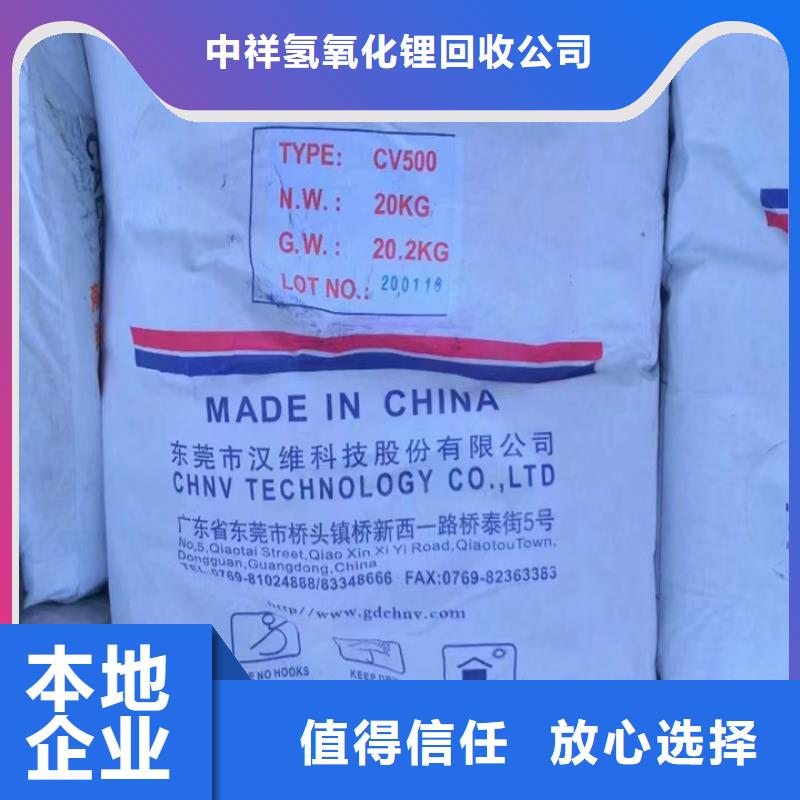 中祥氢氧化锂回收公司
TYPE: CV500
N.W.: 20KG
G.W.: 20.2KG
LOT NO.: 200116
MADE IN CHINA
东莞市汉维科技股份有限公司
CHNV TECHNOLOGY CO.,LTD
广东省东莞市桥头镇桥新西一路桥泰街5号
No,5,Qiaotai Street,Qiao Xin Xi Yi Road,QiaotouTown,
Dongguan,Guangdong,China
TEL:0769-81024888/83348666 FAX:0769-82363383
http//www.gdchnv.com
NO HOOKS
KEEP DRY
本地
企业
值得信任 放心选择